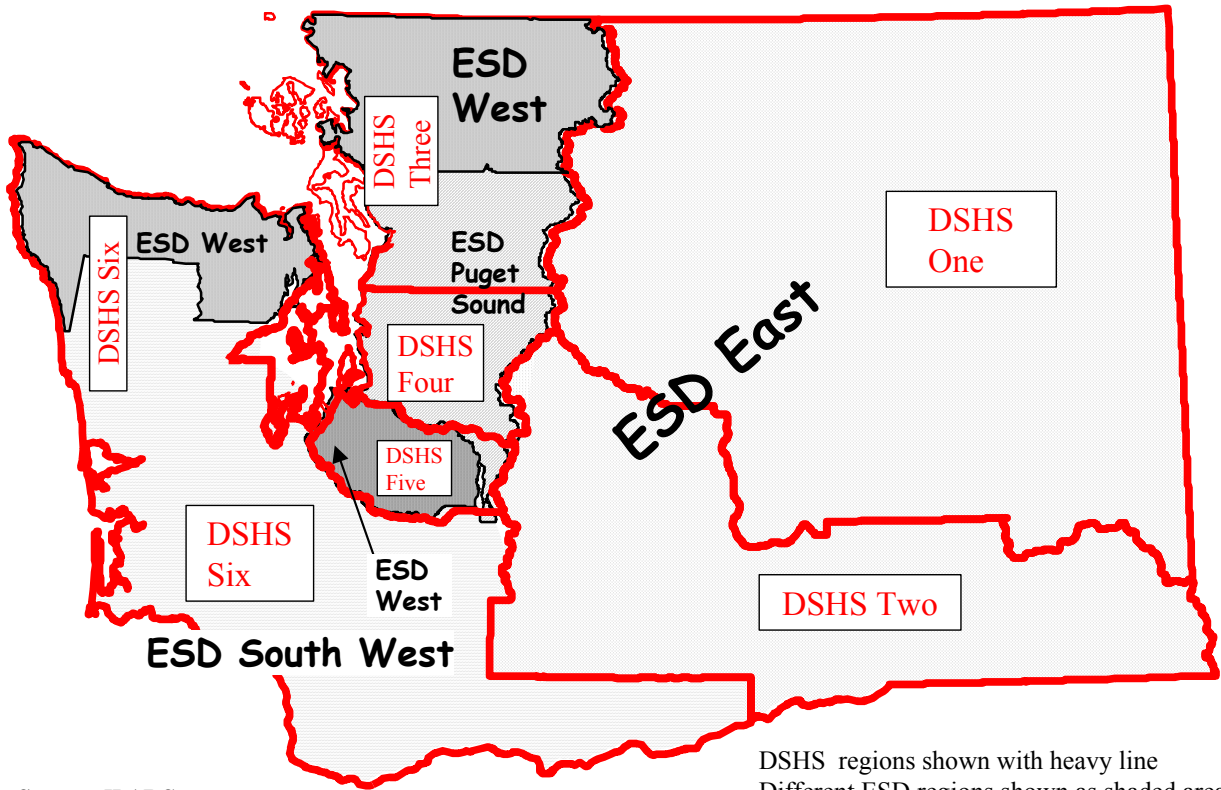 ESD
West
DSHS
Three
DSHS
One
ESD West
DSHS Six
ESD
Puget
Sound
ESD East
DSHS
Four
DSHS
Five
DSHS
Six
ESD
West
DSHS Two
ESD South West
DSHS regions shown with heavy line